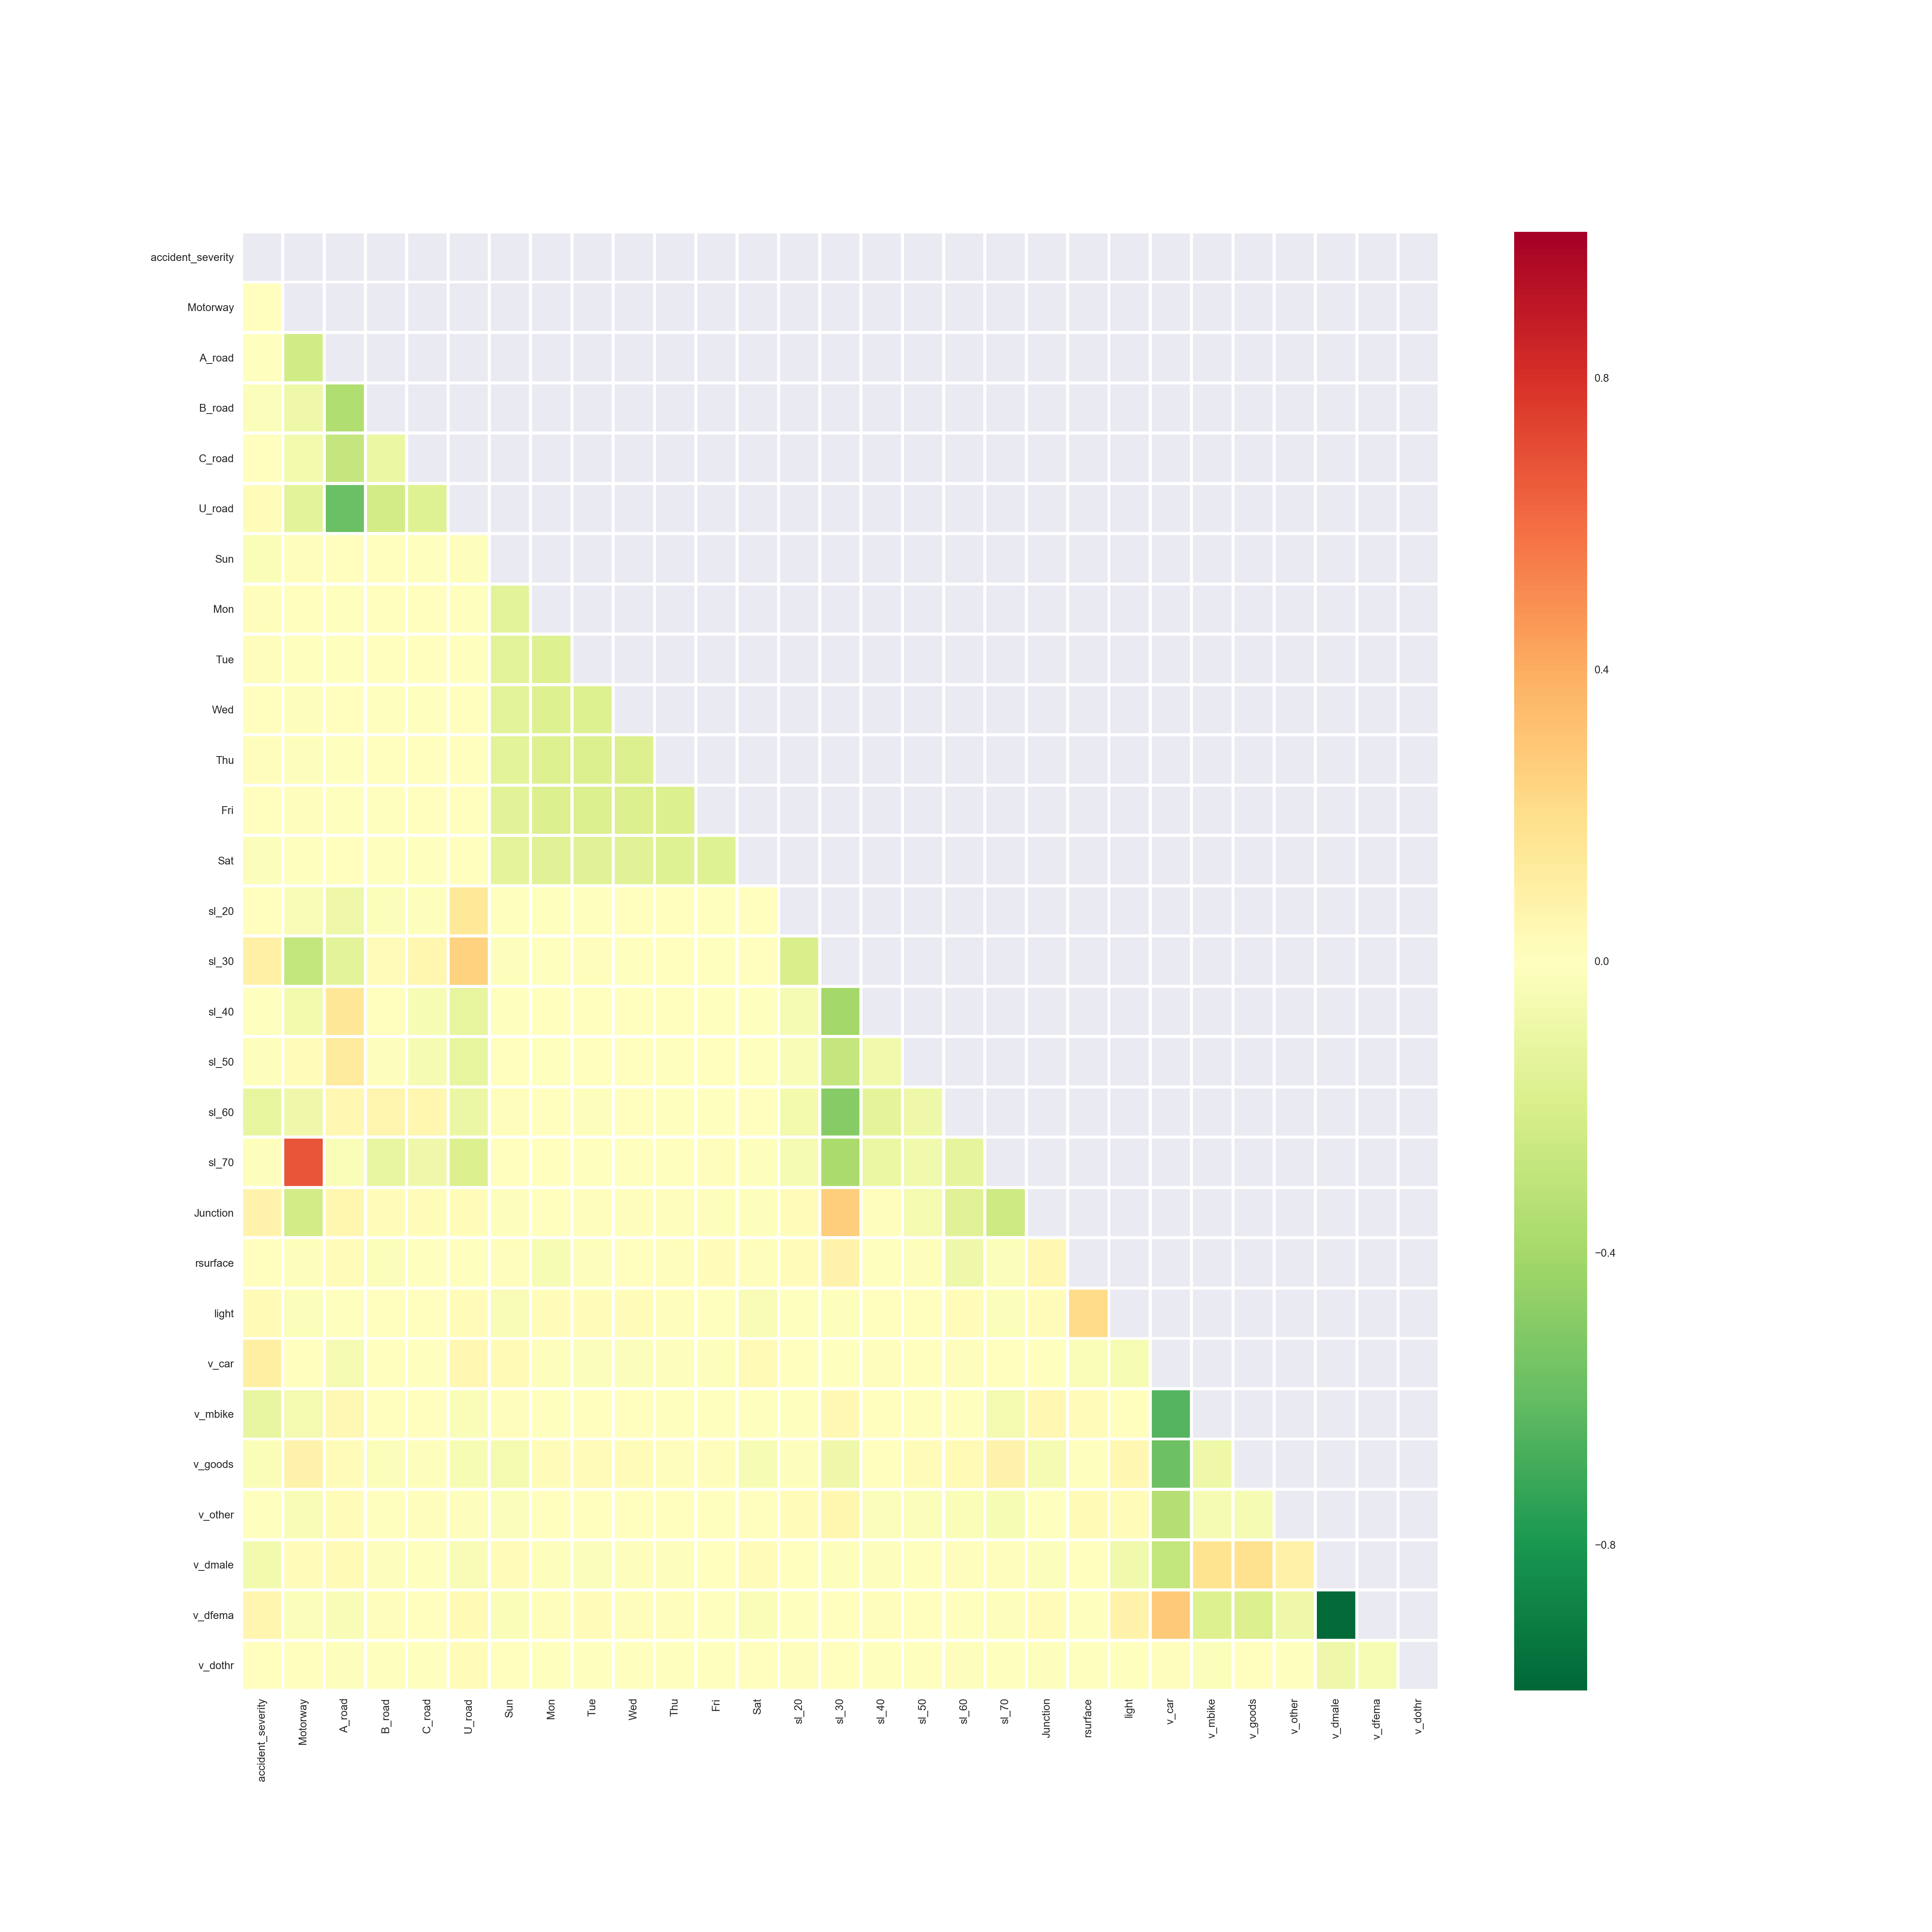 accident_severity
Motorway
A_road
B_road
C_road
U_road
Sun
Mon
Tue
Wed
Thu
Fri
Sat
sl_20
sl_30
sl_40
sl_50
sl_60
sl_70
Junction
rsurface
light
v_car
v_mbike
v_goods
v_other
v_dmale
v_dfema
v_dothr
accident_severity
Motorway
A_road
B_road
C_road
U_road
Sun
Mon
Tue
Wed
Thu
Fri
Sat
sl_20
sl_30
sl_40
sl_50
sl_60
sl_70
Junction
rsurface
light
v_car
v_mbike
v_goods
v_other
v_dmale
v_dfema
v_dothr
0.8
0.4
0.0
−0.4
−0.8